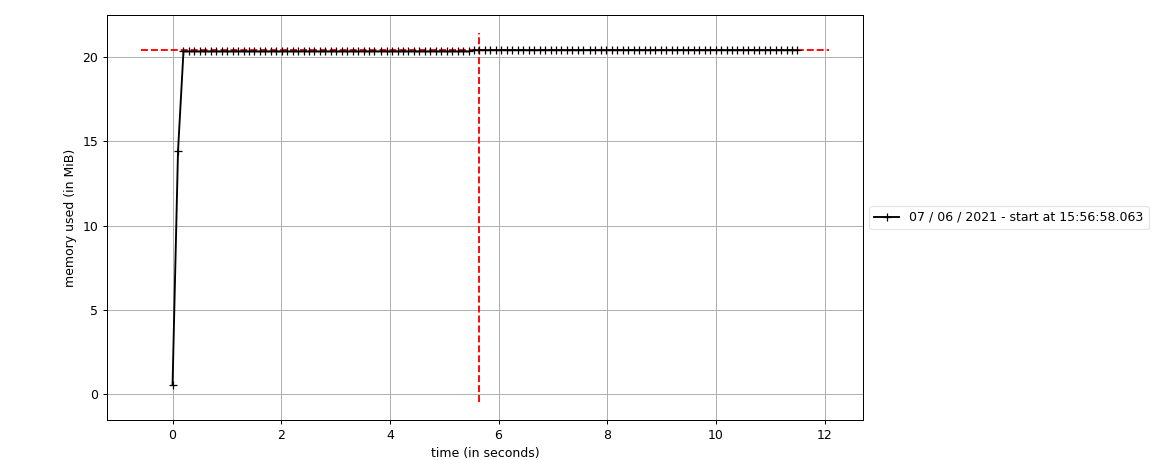 20
15
10
5
0
memory used (in MiB)
0 2 4 6 8 10 12
time (in seconds)
07 / 06 / 2021 - start at 15:56:58.063